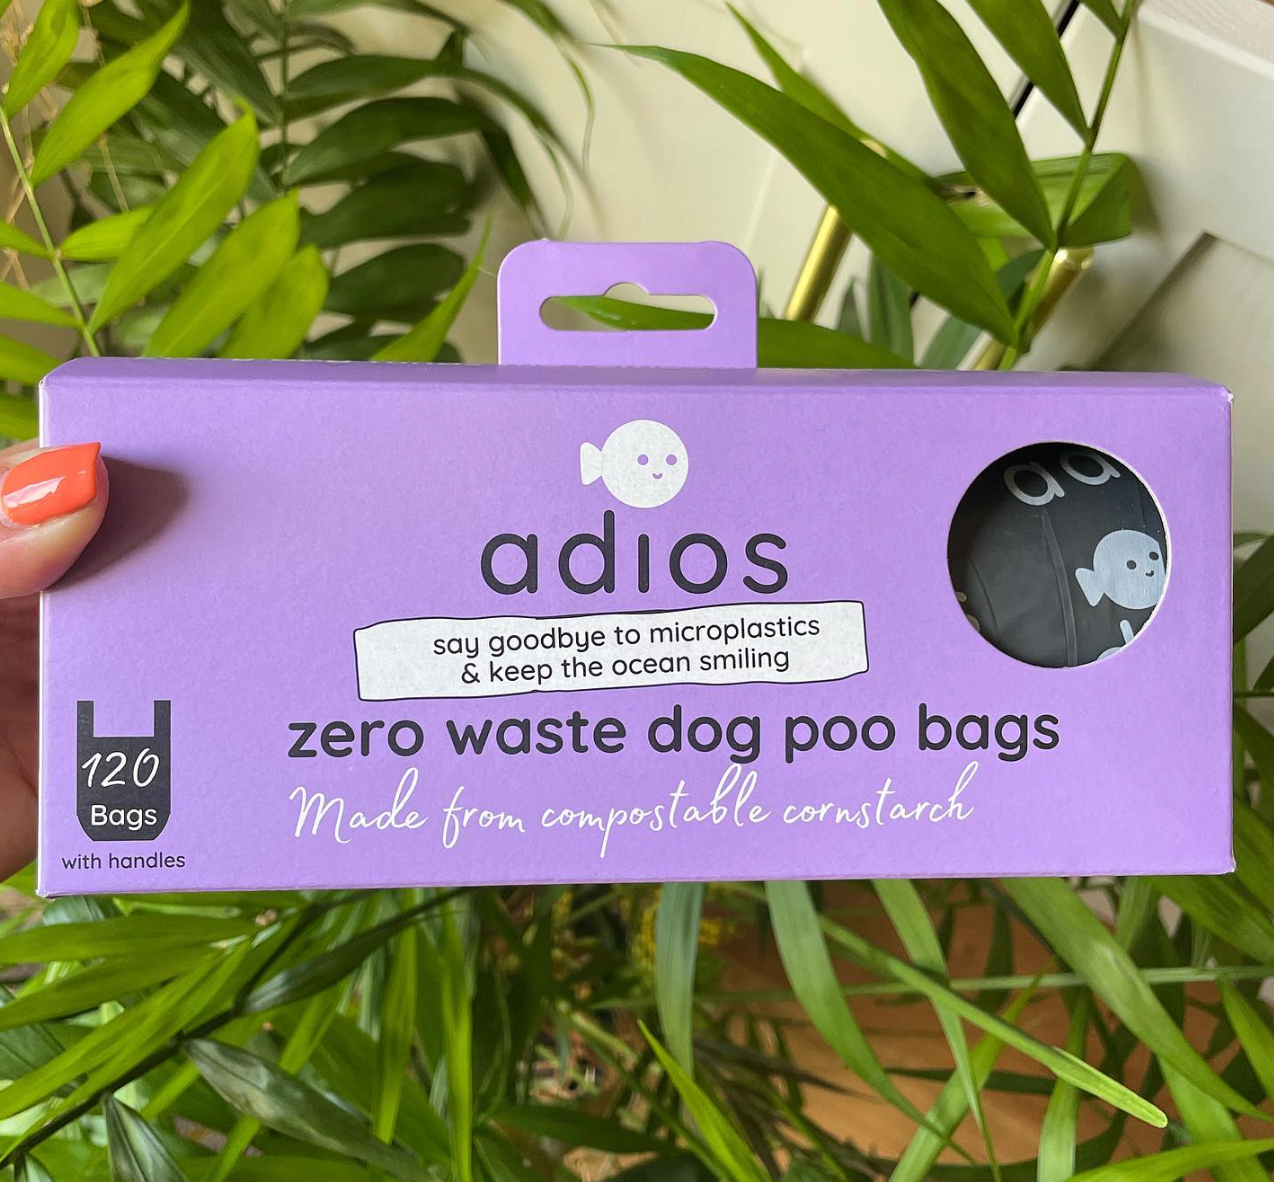 adios
say goodbye to microplastics
& keep the ocean smiling
zero waste dog poo bags
Made from compostable cornstarch
120
Bags
with handles